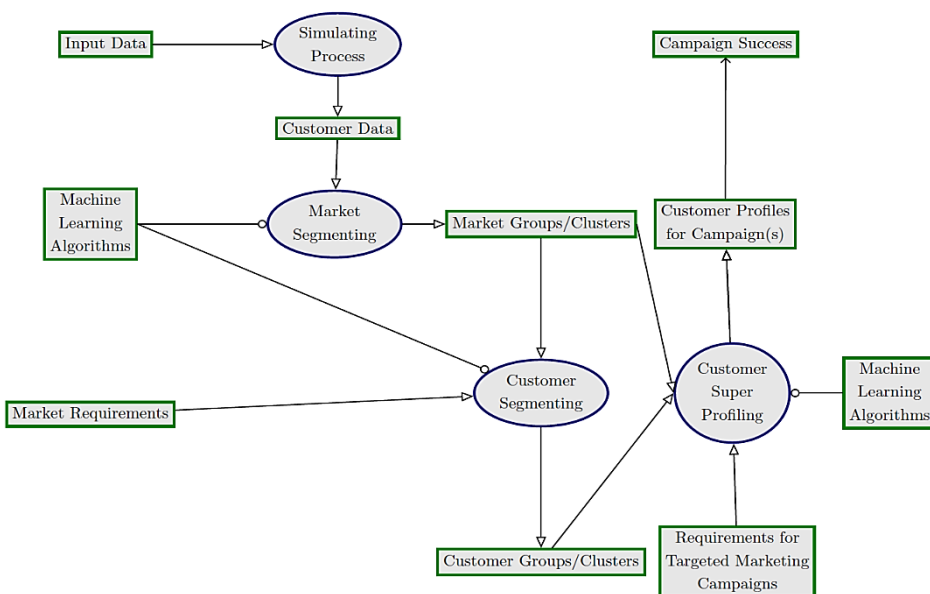 Input Data
Simulating
Process
Campaign Success
Customer Data
Machine
Learning
Algorithms
Market
Segmenting
Market Groups/Clusters
Customer Profiles
for Campaign(s)
Customer
Segmenting
Customer
Super
Profiling
Machine
Learning
Algorithms
Market Requirements
Customer Groups/Clusters
Requirements for
Targeted Marketing
Campaigns